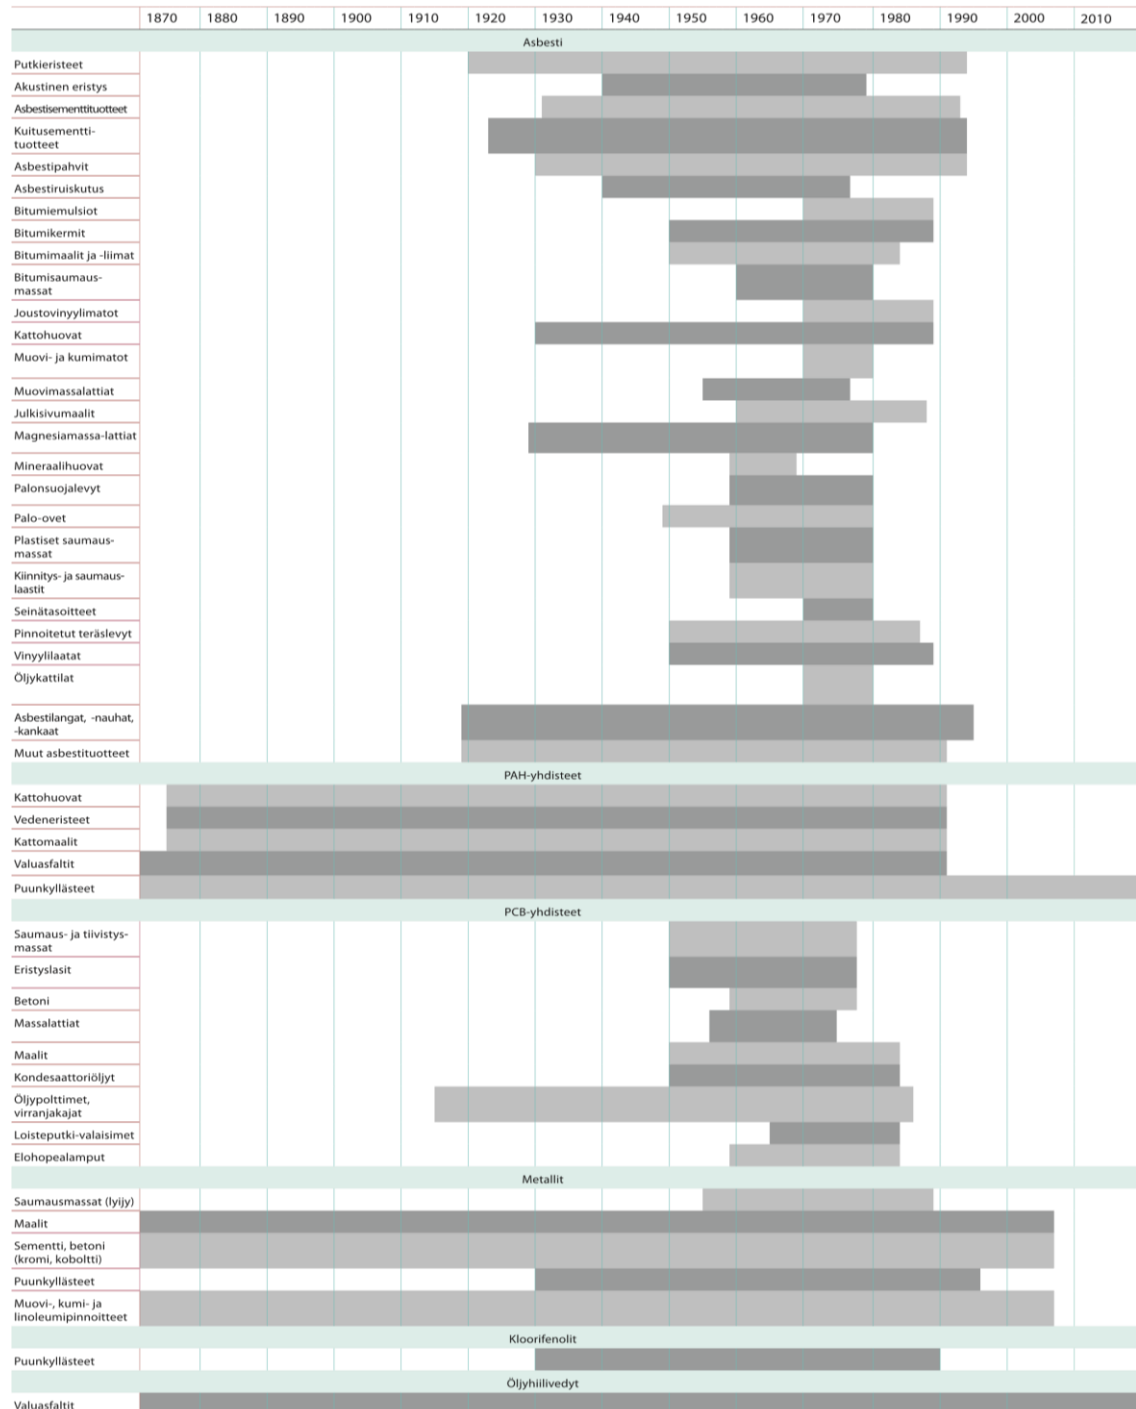 1870 1880 1890 1900 1910 1920 1930 1940 1950 1960 1970 1980 1990 2000 2010
Asbesti
Putkieristeet
Akustinen eristys
Asbestisementtituotteet
Kuitusementti-
tuotteet
Asbestipahvit
Asbestiruiskutus
Bitumiemulsiot
Bitumikermit
Bitumimaalit ja -liimat
Bitumisaumaus-
massat
Joustovinyylimatot
Kattohuovat
Muovi- ja kumimatot
Muovimassalattiat
Julkisivumaalit
Magnesiamassa-lattiat
Mineraalihuovat
Palonsuojalevyt
Palo-ovet
Plastiset saumaus-
massat
Kiinnitys- ja saumaus-
laastit
Seinätasoitteet
Pinnoitetut teräslevyt
Vinyylilaatat
Öljykattilat
Asbestilangat, -nauhat,
-kankaat
Muut asbestituotteet
PAH-yhdisteet
Kattohuovat
Vedeneristeet
Kattomaalit
Valuasfaltit
Puunkyllästeet
PCB-yhdisteet
Saumaus- ja tiivistys-
massat
Eristyslasit
Betoni
Massalattiat
Maalit
Kondesaattoriöljyt
Öljypolttimet,
virranjakajat
Loisteputki-valaisimet
Elohopealamput
Metallit
Saumausmassat (lyijy)
Maalit
Sementti, betoni
(kromi, koboltti)
Puunkyllästeet
Muovi-, kumi- ja
linoleumipinnoitteet
Kloorifenolit
Puunkyllästeet
Öljyhiilivedyt
Valuasfaltit